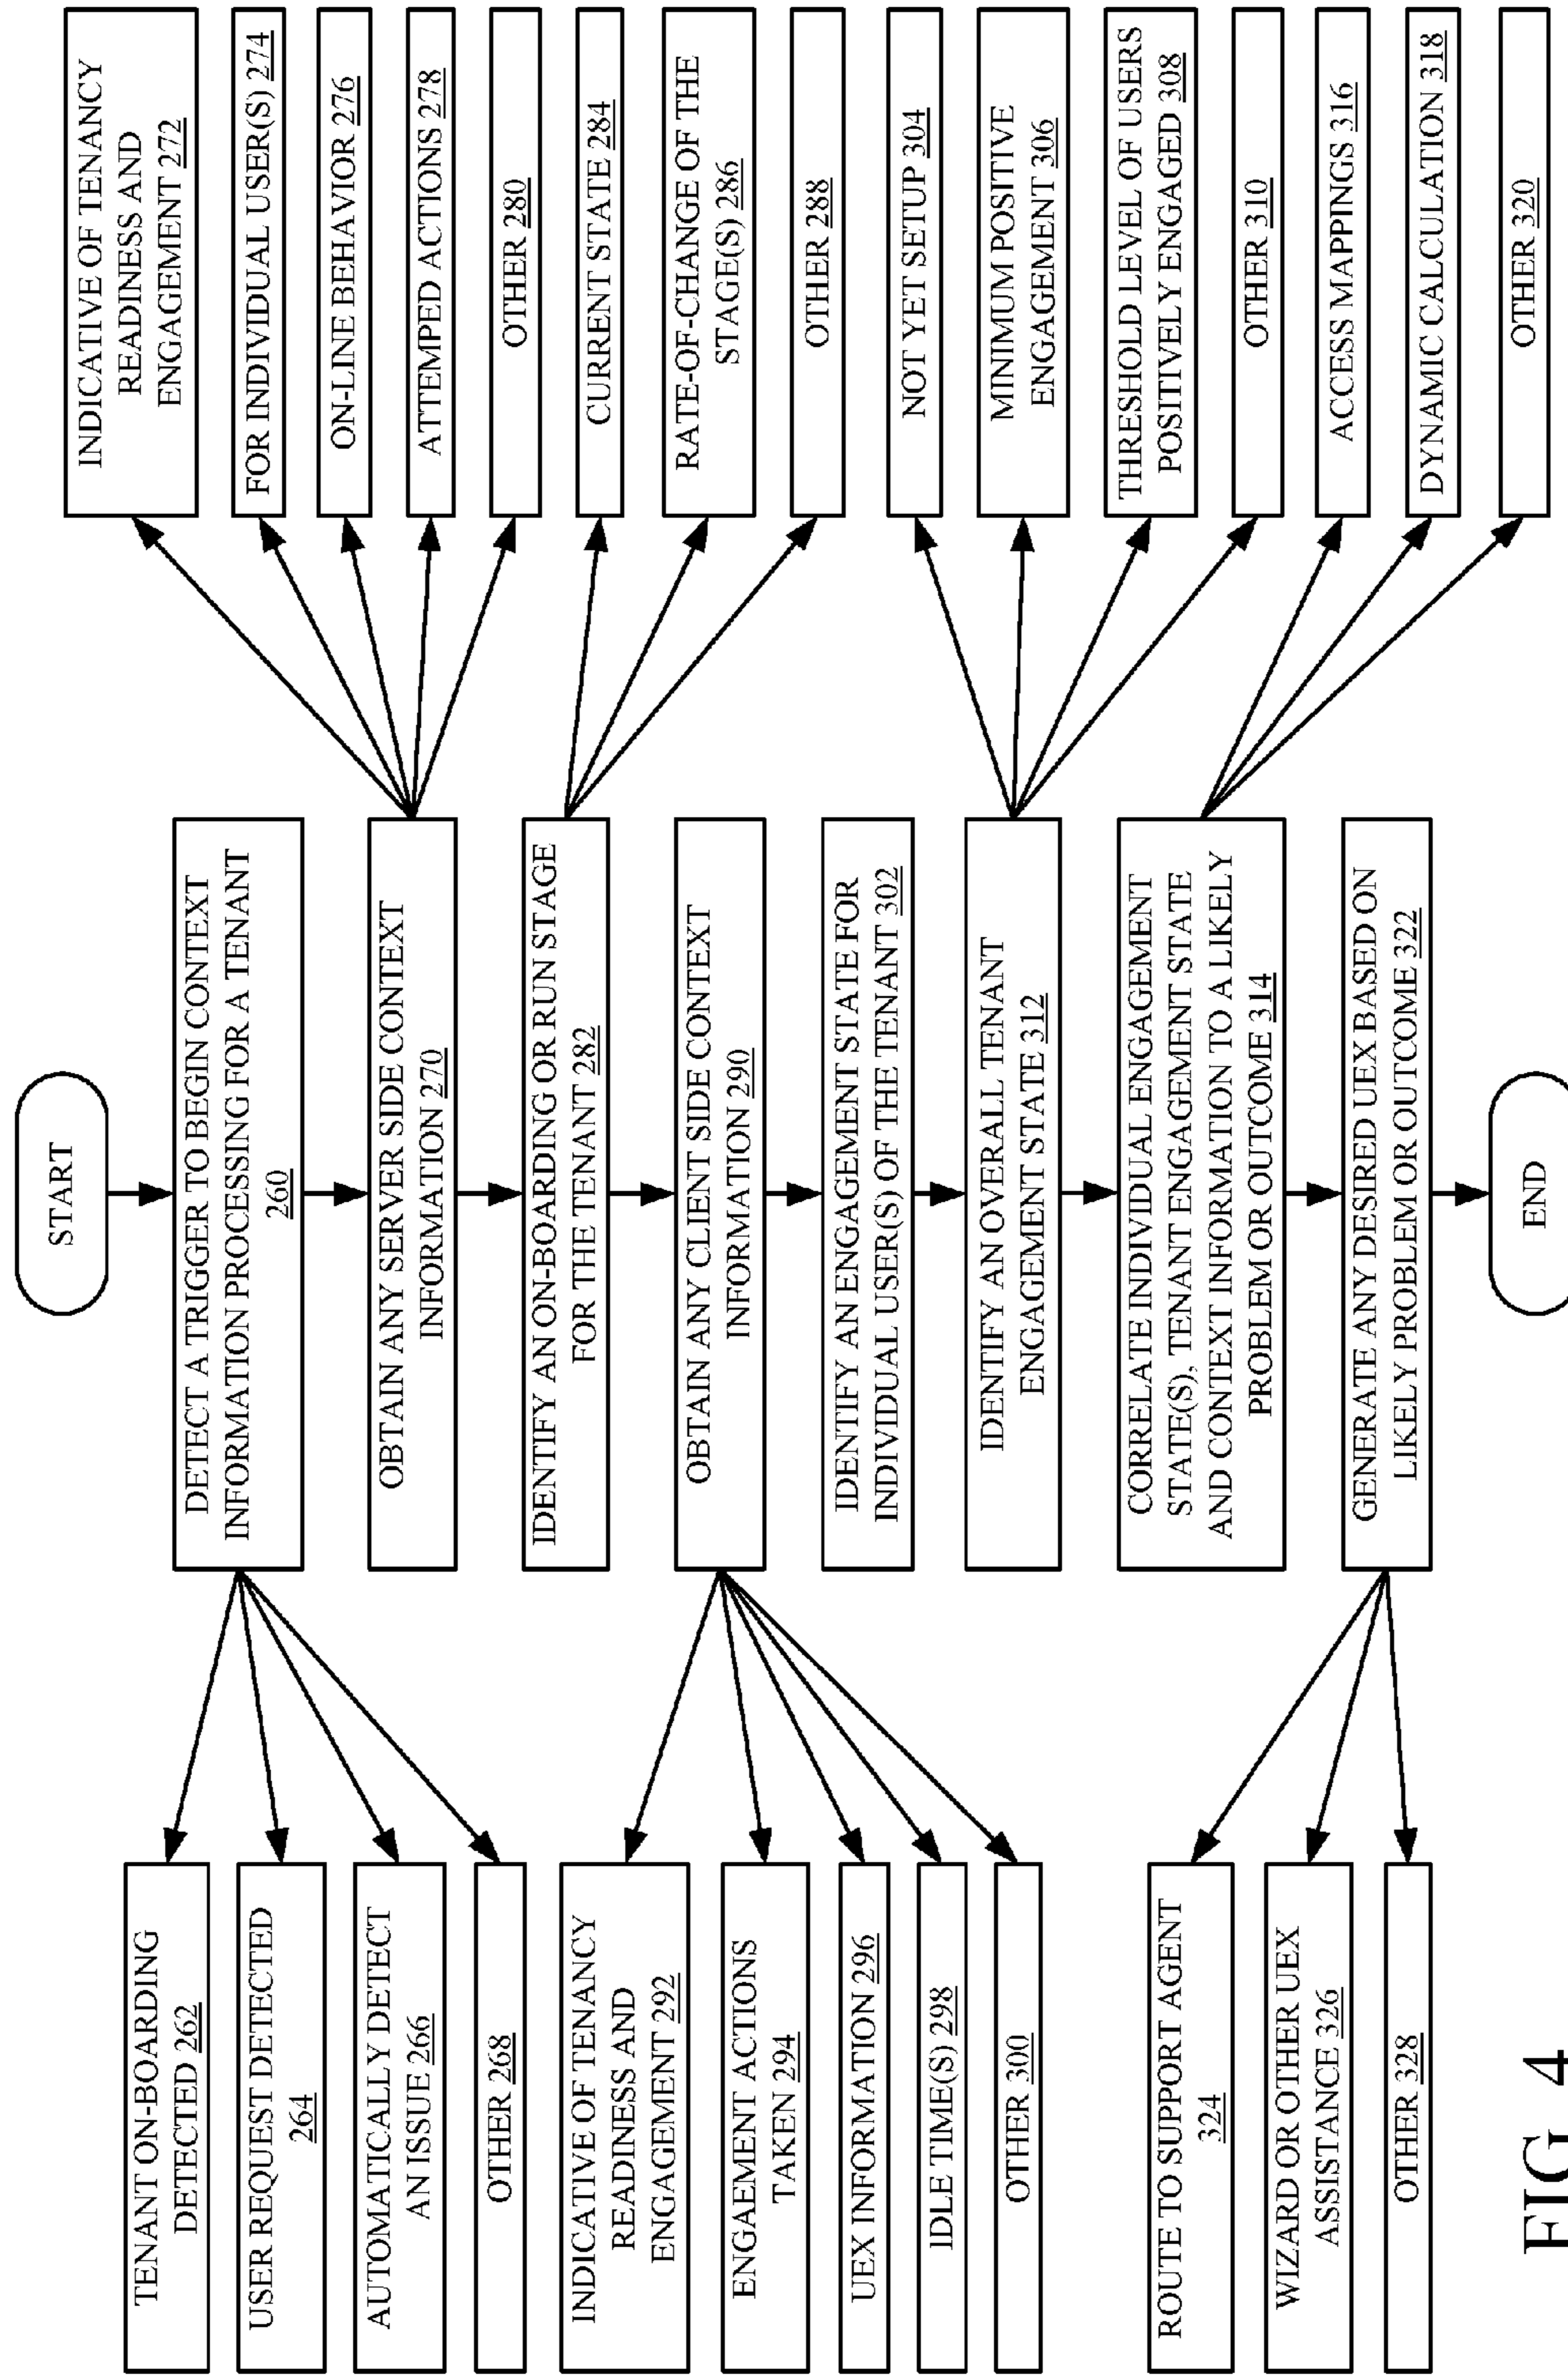 START
DETECT A TRIGGER TO BEGIN CONTEXT
INFORMATION PROCESSING FOR A TENANT
260
TENANT ON-BOARDING
DETECTED 262
USER REQUEST DETECTED
264
AUTOMATICALLY DETECT
AN ISSUE 266
OTHER 268
OBTAIN ANY SERVER SIDE CONTEXT
INFORMATION 270
INDICATIVE OF TENANCY
READINESS AND
ENGAGEMENT 272
FOR INDIVIDUAL USER(S) 274
ON-LINE BEHAVIOR 276
ATTEMPED ACTIONS 278
OTHER 280
IDENTIFY AN ON-BOARDING OR RUN STAGE
FOR THE TENANT 282
CURRENT STATE 284
RATE-OF-CHANGE OF THE
STAGE(S) 286
OTHER 288
OBTAIN ANY CLIENT SIDE CONTEXT
INFORMATION 290
INDICATIVE OF TENANCY
READINESS AND
ENGAGEMENT 292
ENGAEMENT ACTIONS
TAKEN 294
UEX INFORMATION 296
IDLE TIME(S) 298
OTHER 300
IDENTIFY AN ENGAGEMENT STATE FOR
INDIVIDUAL USER(S) OF THE TENANT 302
IDENTIFY AN OVERALL TENANT
ENGAGEMENT STATE 312
NOT YET SETUP 304
MINIMUM POSITIVE
ENGAGEMENT 306
THRESHOLD LEVEL OF USERS
POSITIVELY ENGAGED 308
OTHER 310
CORRELATE INDIVIDUAL ENGAGEMENT
STATE(S), TENANT ENGAGEMENT STATE
AND CONTEXT INFORMATION TO A LIKELY
PROBLEM OR OUTCOME 314
ACCESS MAPPINGS 316
DYNAMIC CALCULATION 318
OTHER 320
GENERATE ANY DESIRED UEX BASED ON
LIKELY PROBLEM OR OUTCOME 322
ROUTE TO SUPPORT AGENT
324
WIZARD OR OTHER UEX
ASSISTANCE 326
OTHER 328
END
FIG. 4